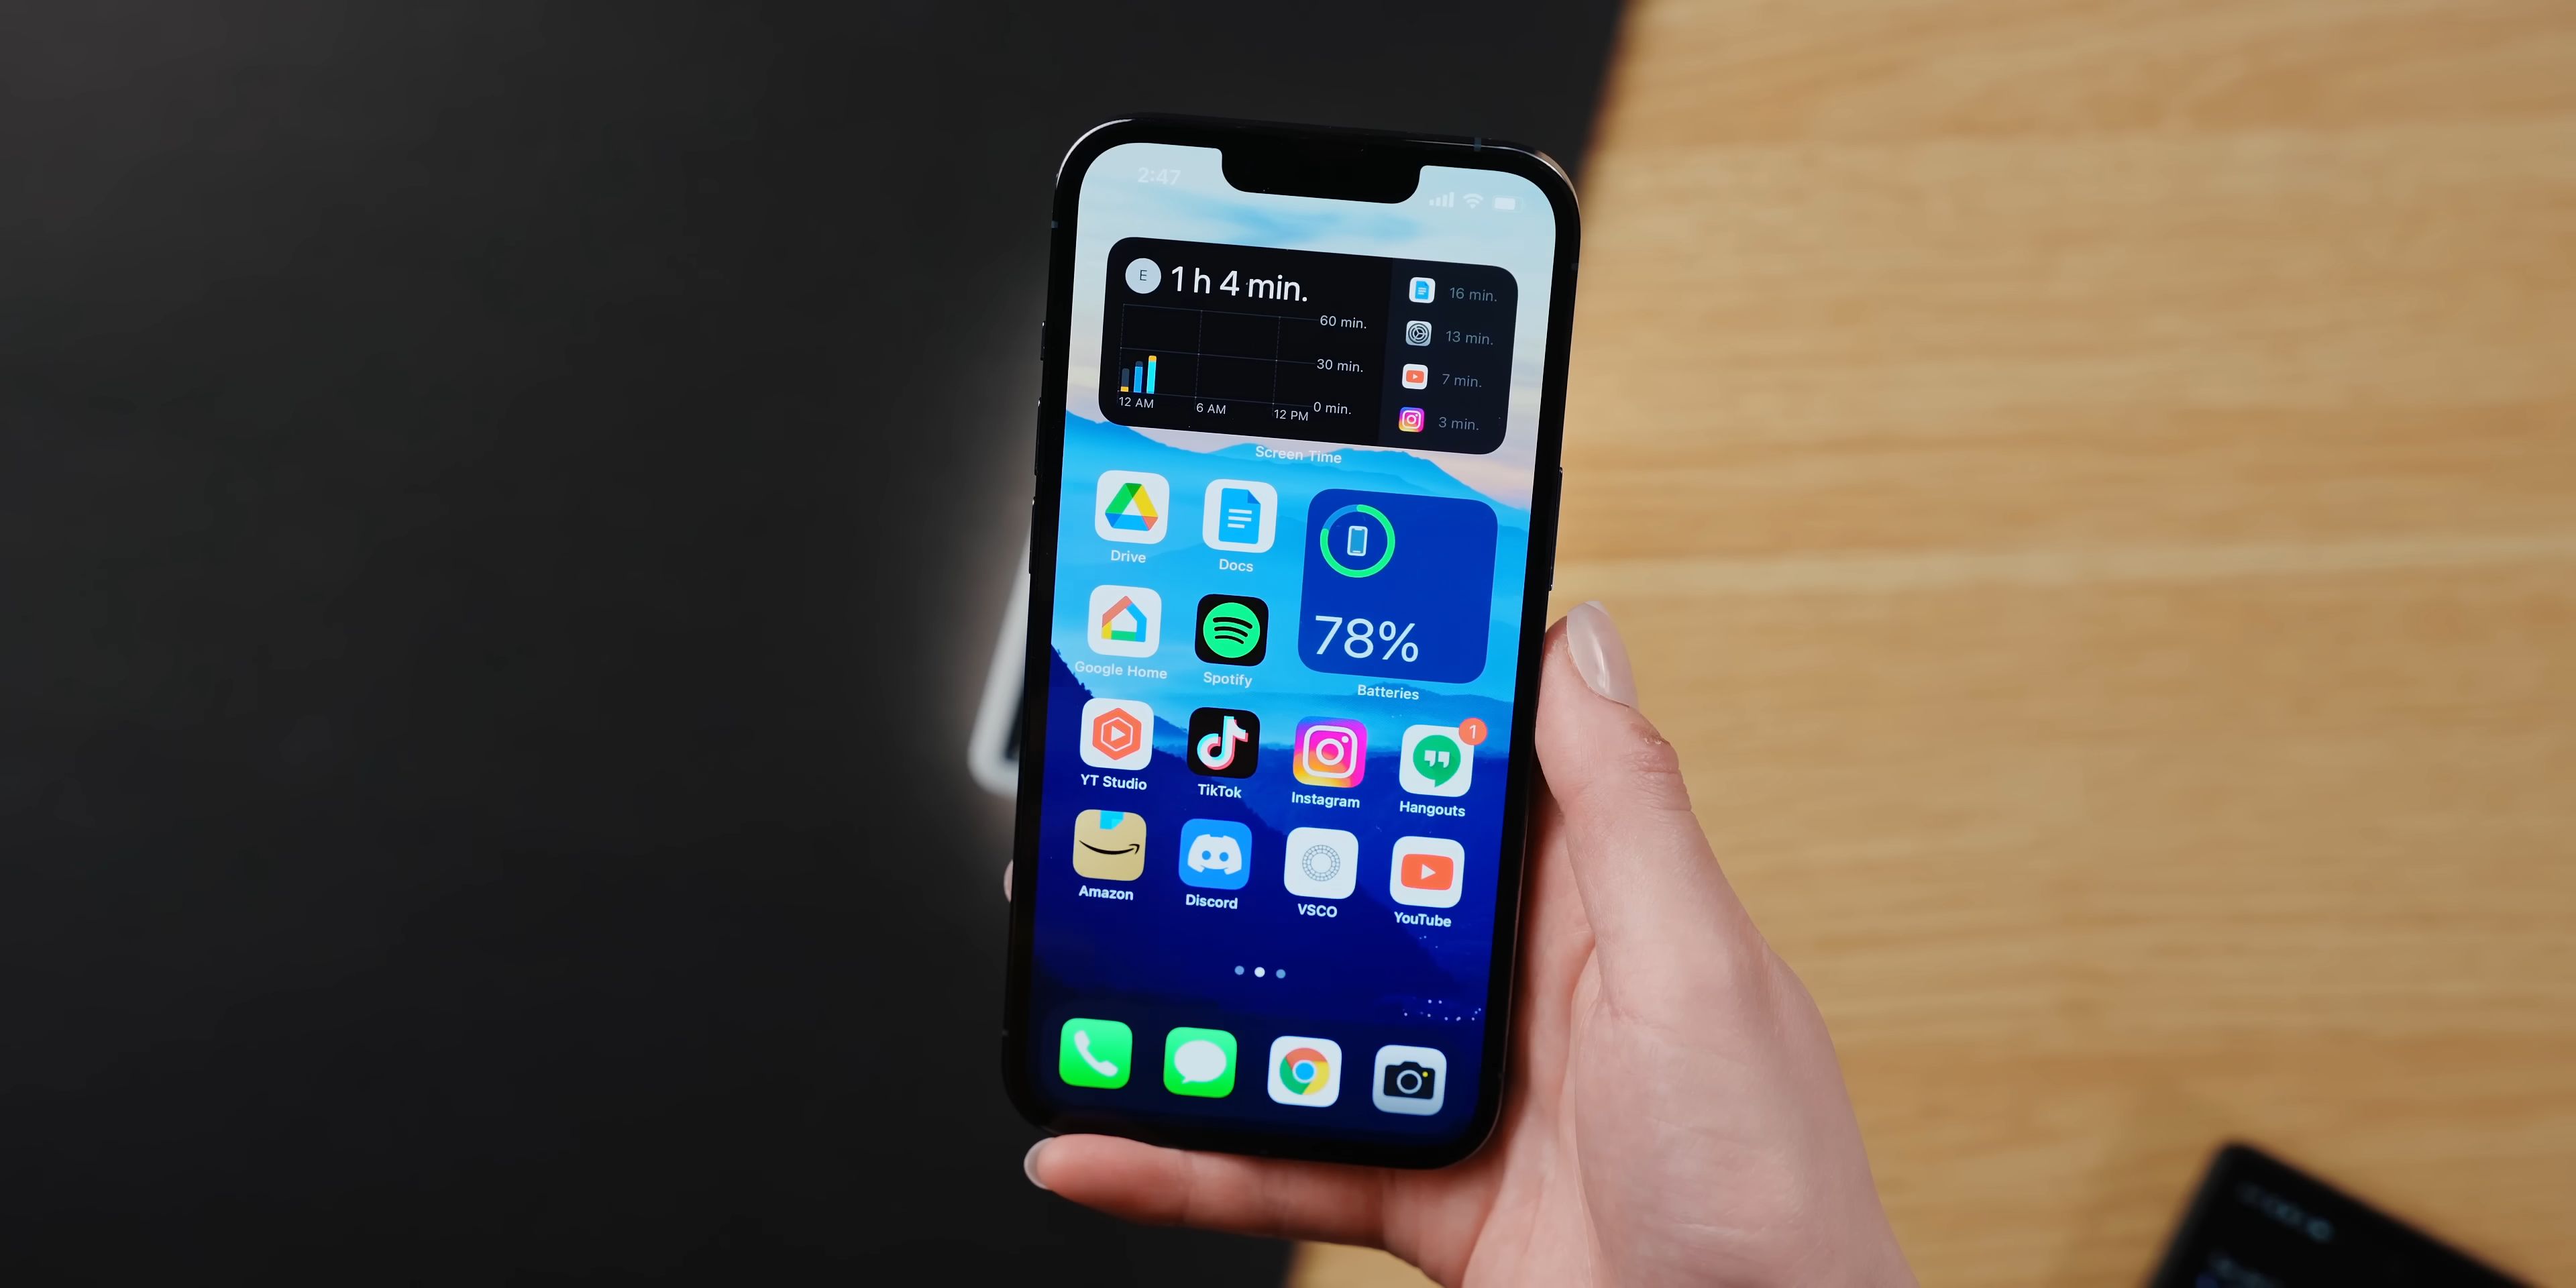 2:47
E 1 h 4 min.
60 min.
30 min.
0 min.
12 AM 6 AM 12 PM
16 min.
13 min.
7 min.
3 min.
Screen Time
Drive Docs
78%
Google Home Spotify Batteries
1
YT Studio TikTok Instagram Hangouts
Amazon Discord VSCO YouTube